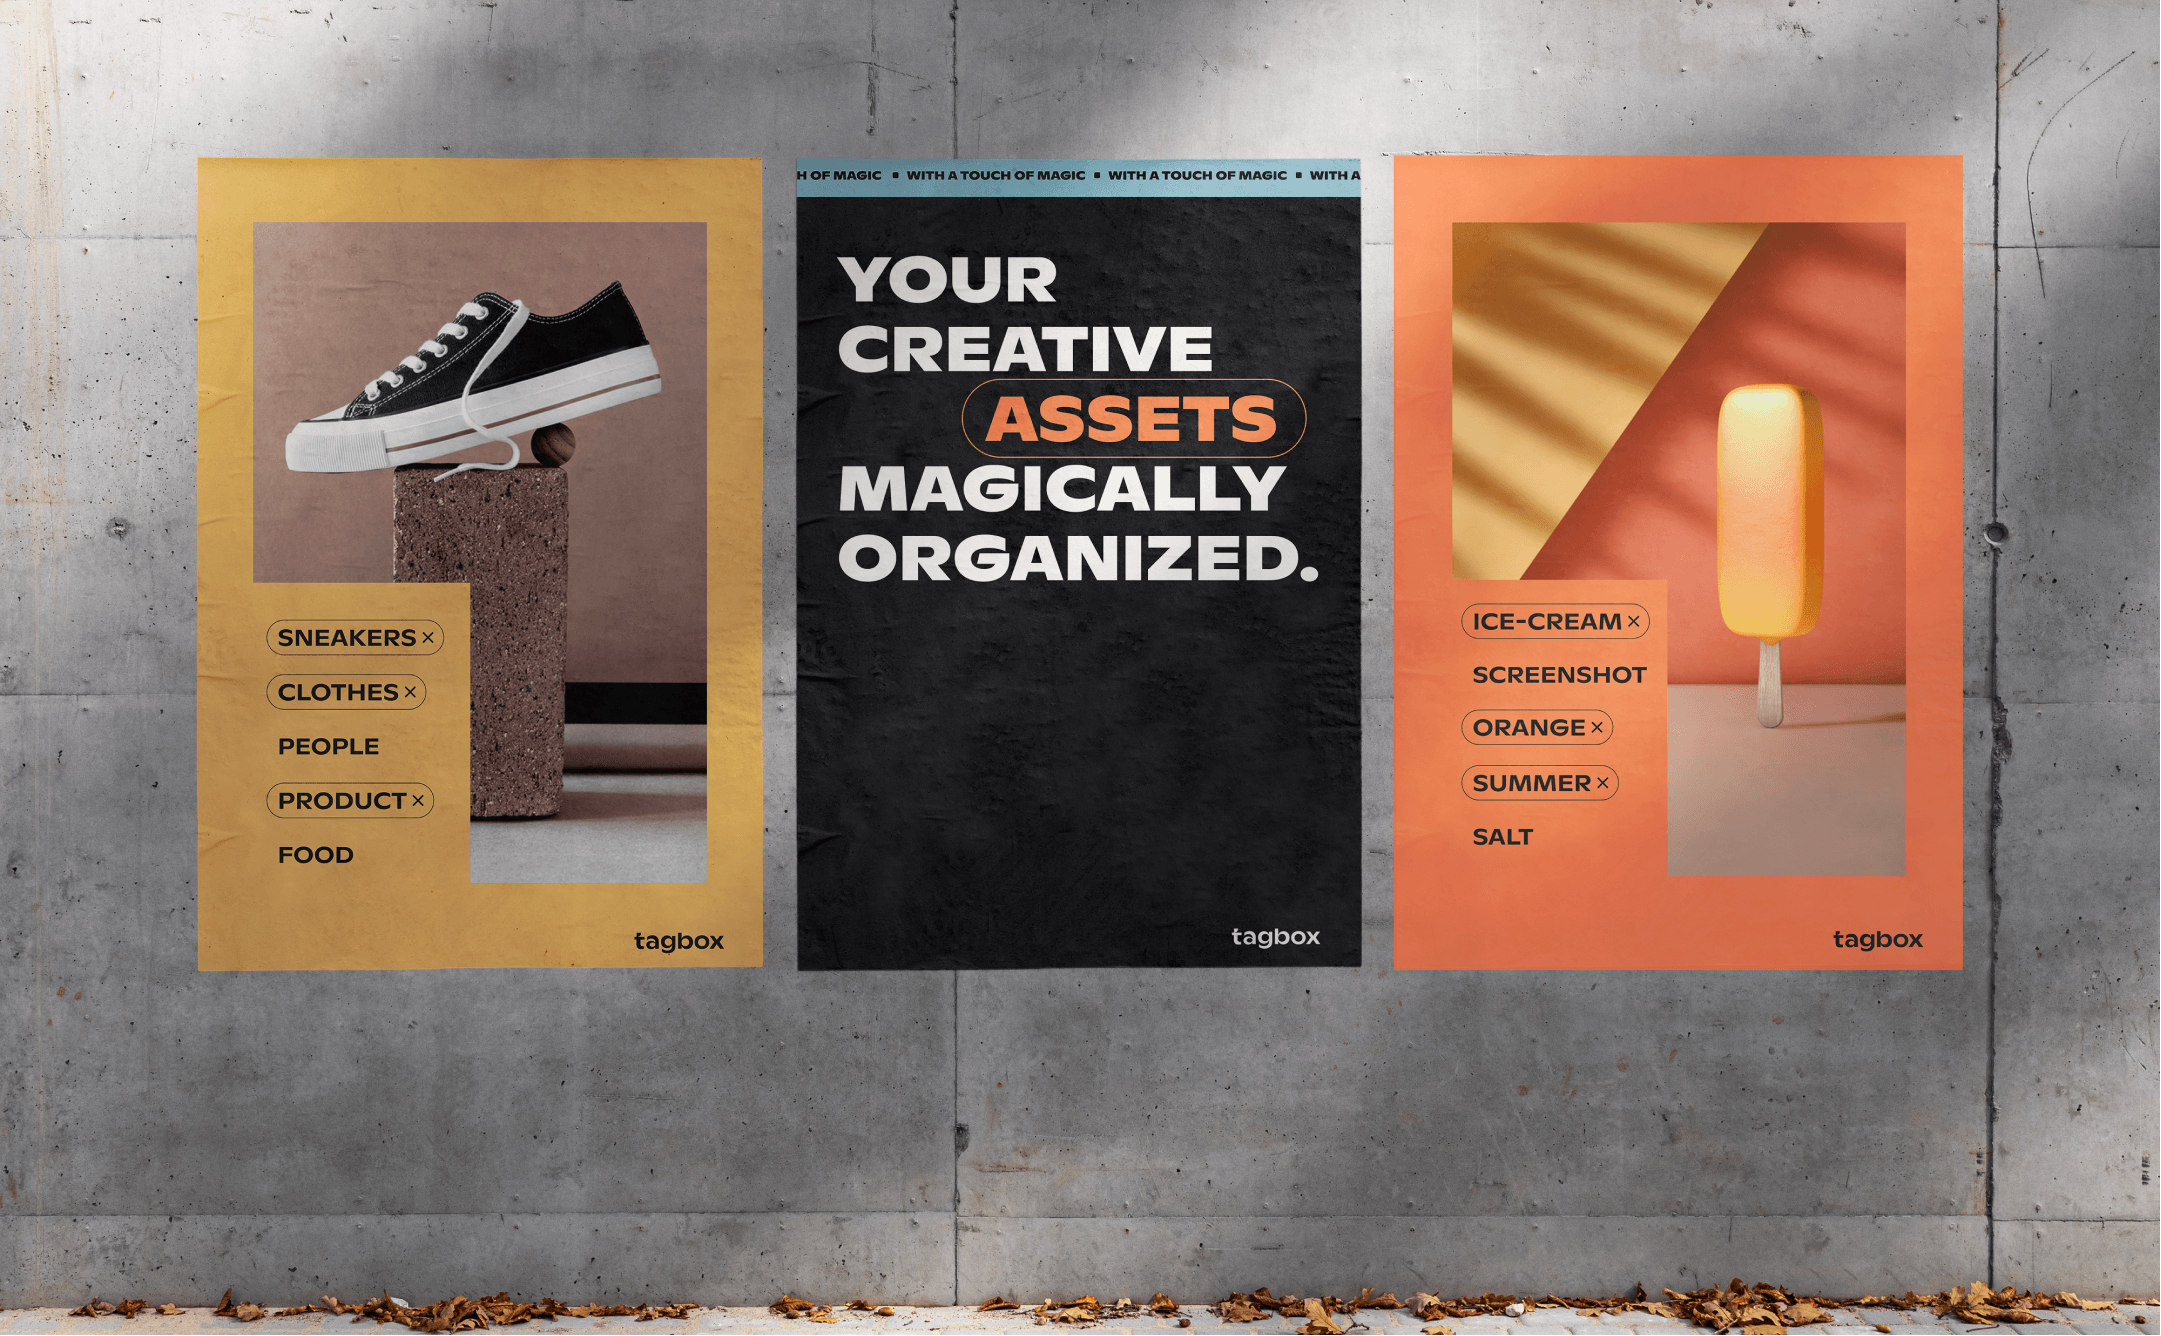 SNEAKERS ×
CLOTHES ×
PEOPLE
PRODUCT ×
FOOD
tagbox
H OF MAGIC ▪ WITH A TOUCH OF MAGIC ▪ WITH A TOUCH OF MAGIC ▪ WITH A
YOUR
CREATIVE
ASSETS
MAGICALLY
ORGANIZED.
tagbox
ICE-CREAM ×
SCREENSHOT
ORANGE ×
SUMMER ×
SALT
tagbox